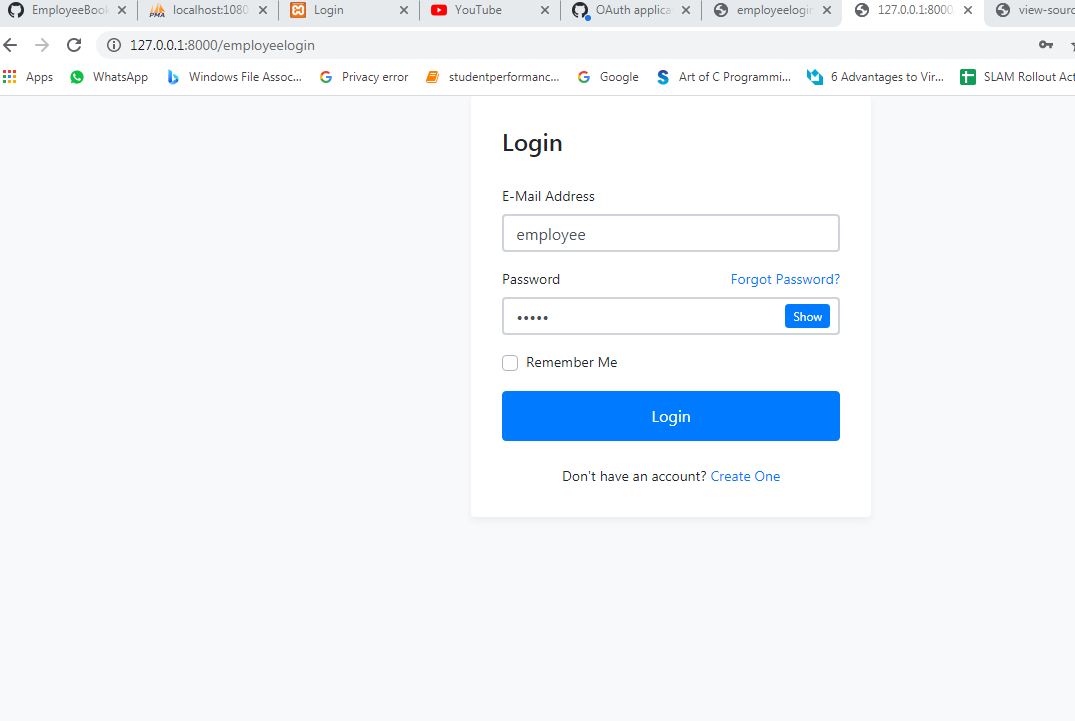 EmployeeBook localhost:1080 Login YouTube OAuth applica employeelogin 127.0.0.1:8000 view-sourc
127.0.0.1:8000/employeelogin
Apps WhatsApp Windows File Assoc... Privacy error studentperformanc... Google Art of C Programmi... 6 Advantages to Vir... SLAM Rollout Act
Login
E-Mail Address
employee
Password Forgot Password?
•••••
Show
Remember Me
Login
Don't have an account? Create One